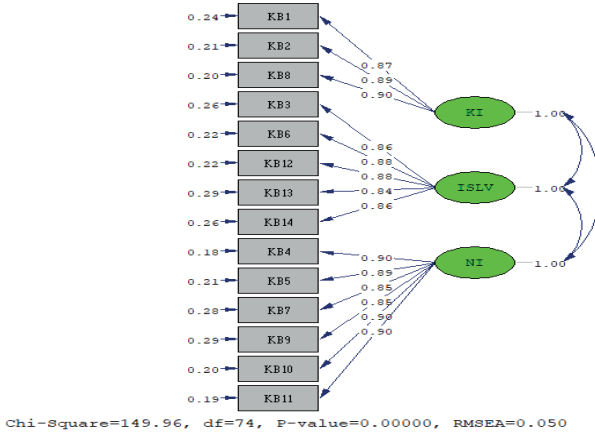 0.24 KB1
0.21 KB2
0.20 KB8
0.26 KB3
0.22 KB6
0.22 KB12
0.29 KB13
0.26 KB14
0.18 KB4
0.21 KB5
0.28 KB7
0.29 KB9
0.20 KB10
0.19 KB11
0.87
0.89
0.90
0.86
0.88
0.88
0.84
0.86
0.90
0.89
0.85
0.85
0.90
0.90
KI 1.00
ISLV 1.00
NI 1.00
Chi-Square=149.96, df=74, P-value=0.00000, RMSEA=0.050